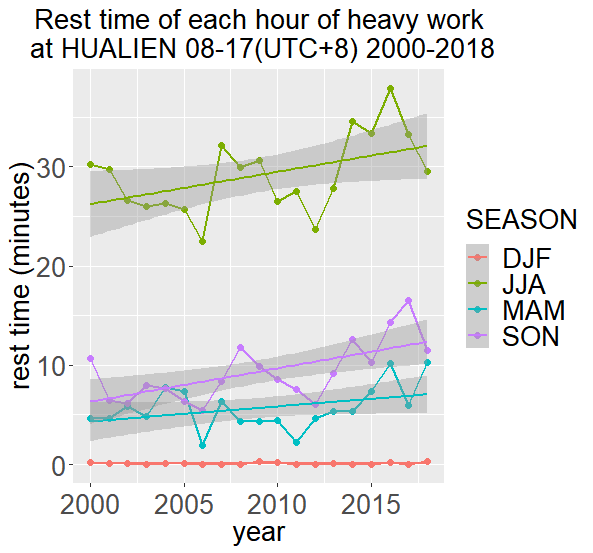 Rest time of each hour of heavy work
at HUALIEN 08-17(UTC+8) 2000-2018
rest time (minutes)
30
20
10
0
2000 2005 2010 2015
year
SEASON
DJF
JJA
MAM
SON